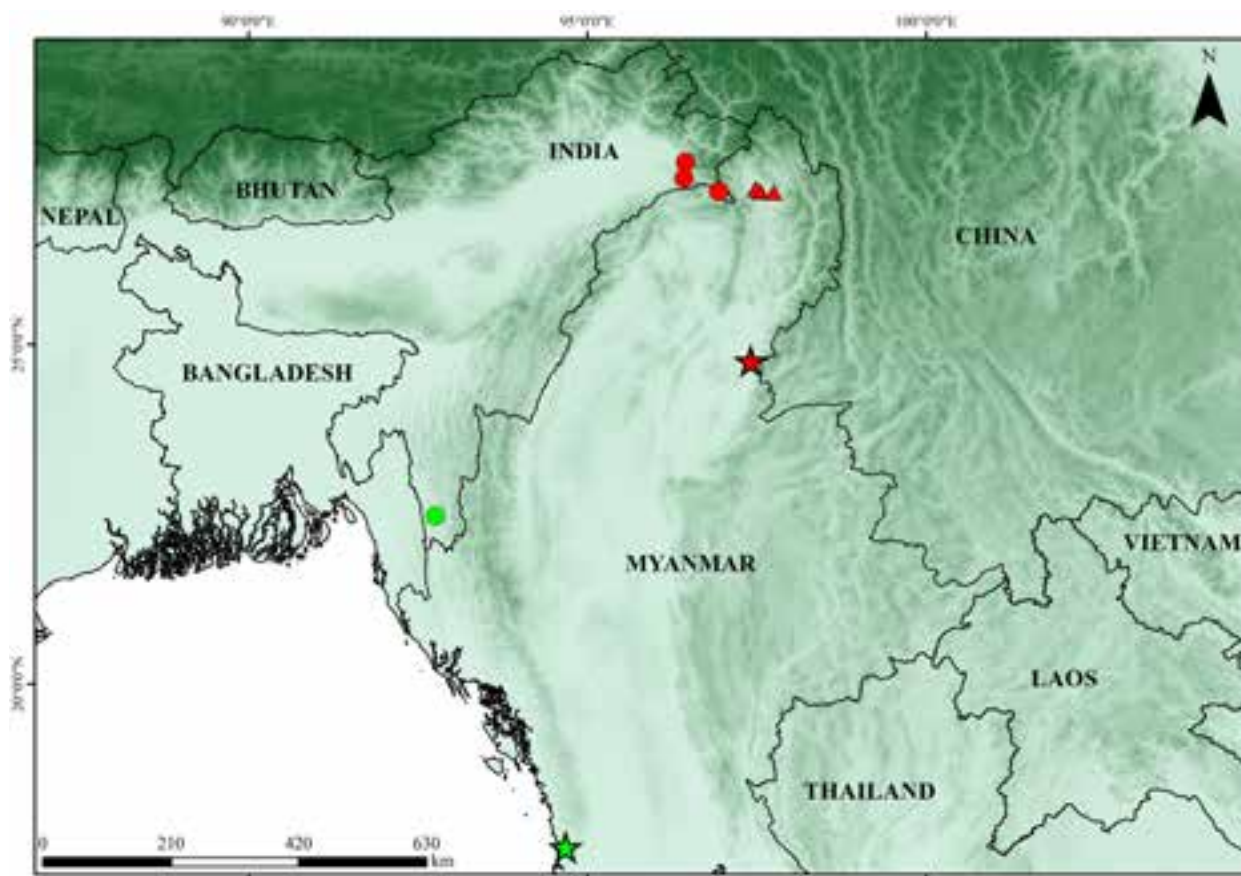 90°0'0"E 95°0'0"E 100°0'0"E
N
INDIA
BHUTAN
NEPAL
CHINA
25°0'0"N
BANGLADESH
VIETNAM
MYANMAR
LAOS
20°0'0"N
THAILAND
0 210 420 630
km